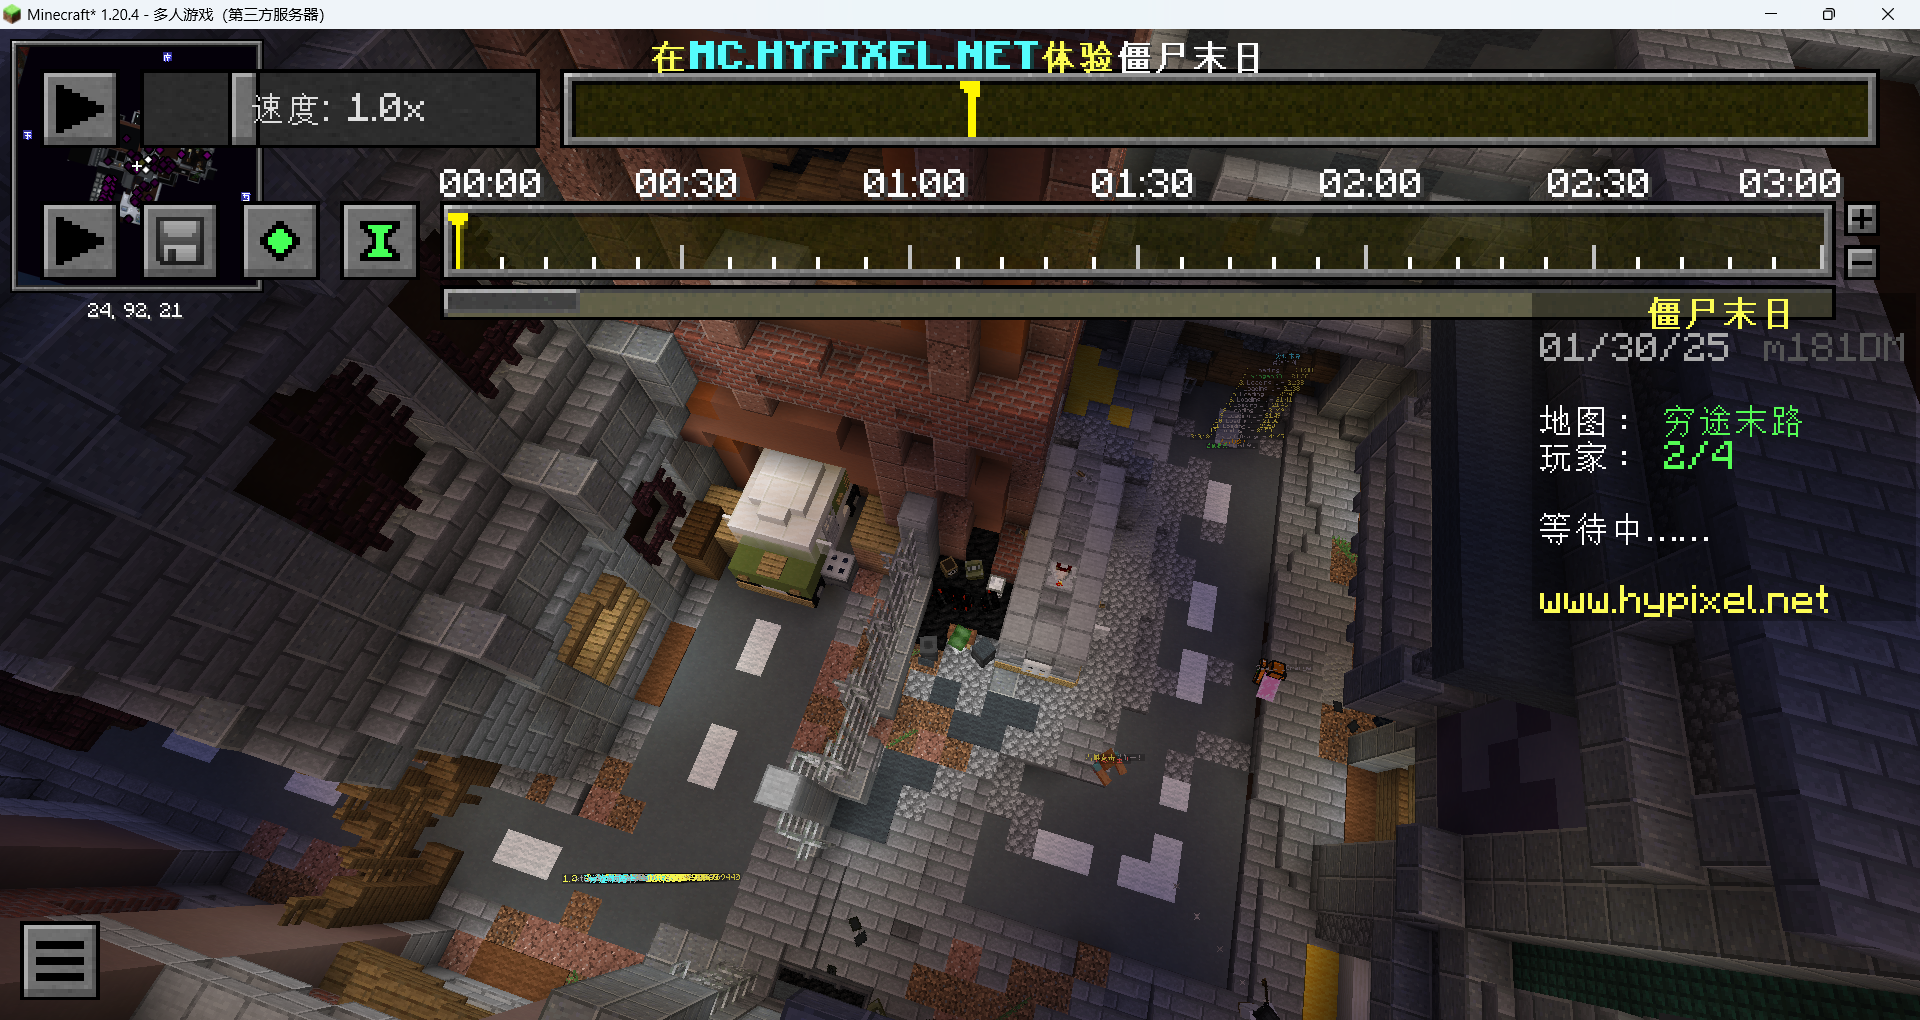 Minecraft* 1.20.4 - 多人游戏（第三方服务器）
在MC.HYPIXEL.NET体验僵尸末日
速度: 1.0x
00:00 00:30 01:00 01:30 02:00 02:30 03:00
24, 92, 21
僵尸末日
01/30/25 m181DM
地图： 穷途末路
玩家： 2/4
等待中......
www.hypixel.net